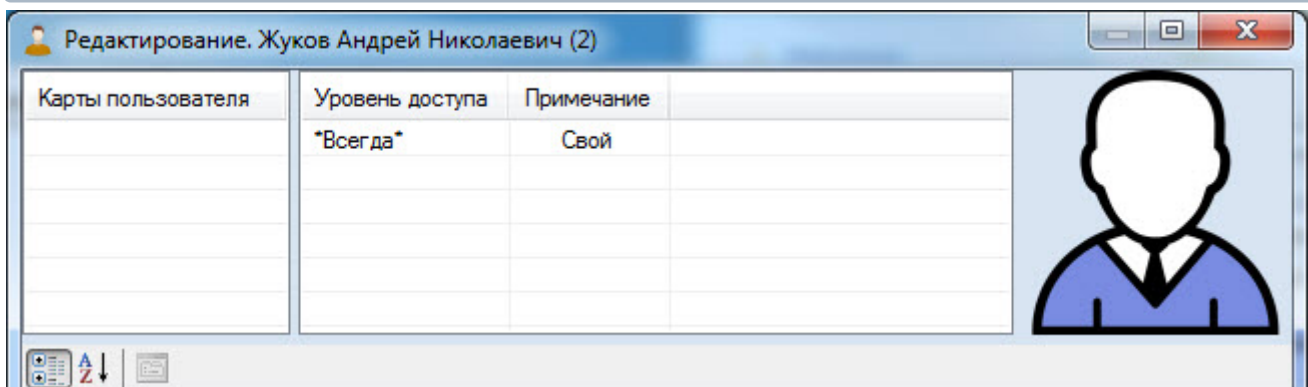 Редактирование. Жуков Андрей Николаевич (2)
Карты пользователя Уровень доступа Примечание
*Всегда* Свой
A
Z